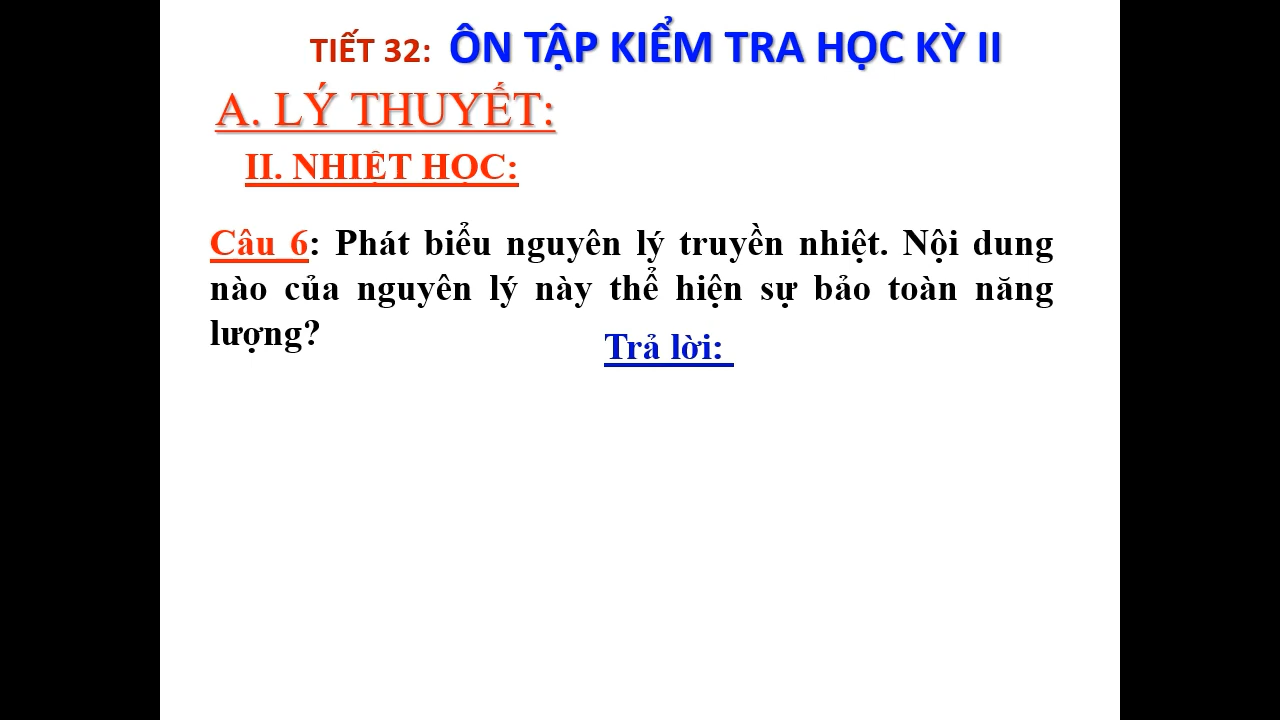 TIẾT 32: ÔN TẬP KIỂM TRA HỌC KỲ II
A. LÝ THUYẾT:
II. NHIỆT HỌC:
Câu 6: Phát biểu nguyên lý truyền nhiệt. Nội dung
nào của nguyên lý này thể hiện sự bảo toàn năng
lượng?
Trả lời: